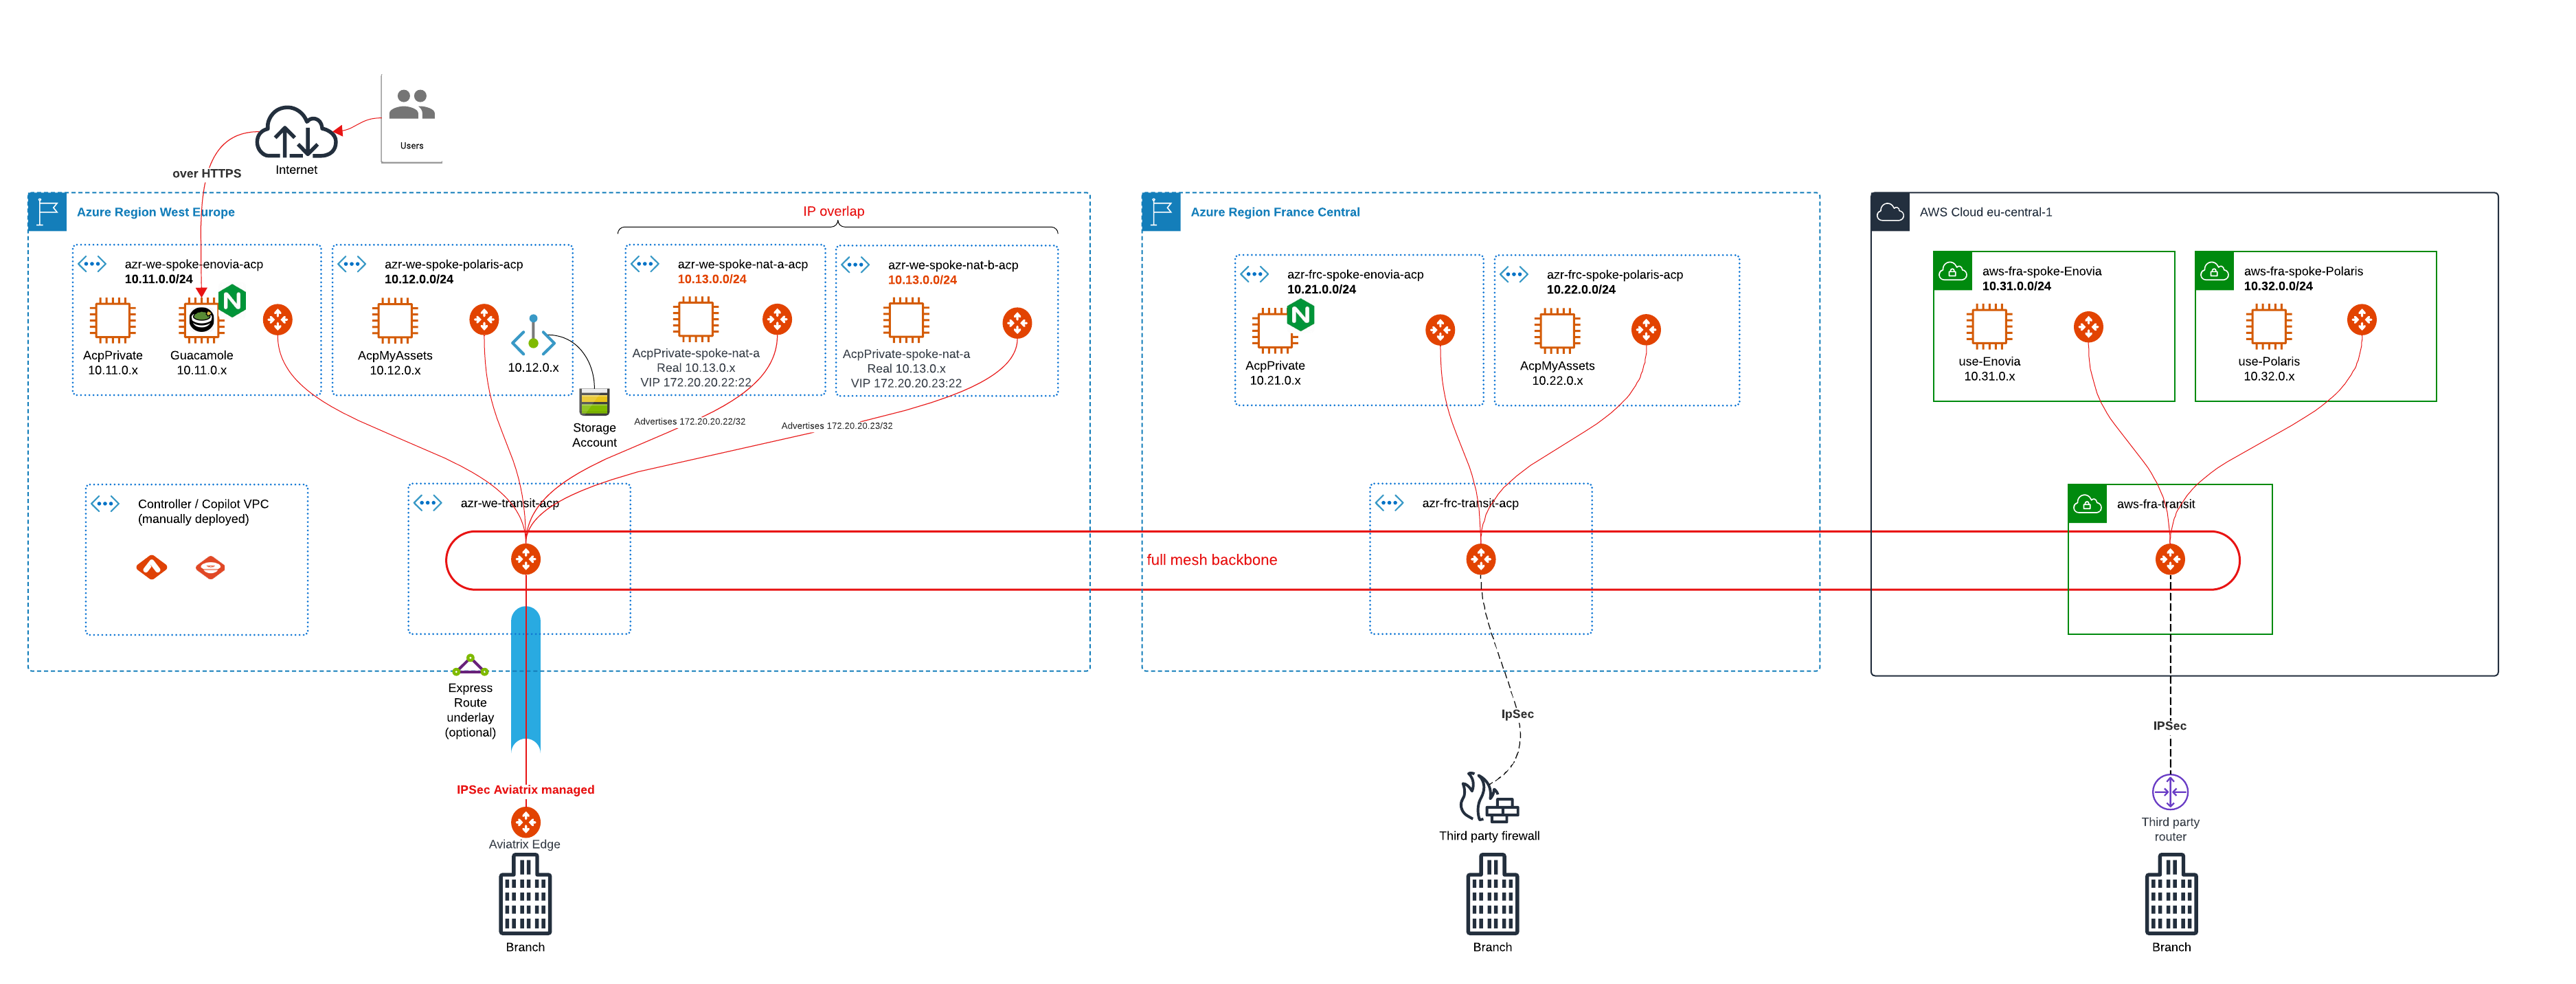 Users
Internet
over HTTPS
Azure Region West Europe
IP overlap
azr-we-spoke-enovia-acp
10.11.0.0/24
AcpPrivate
10.11.0.x
Guacamole
10.11.0.x
azr-we-spoke-polaris-acp
10.12.0.0/24
AcpMyAssets
10.12.0.x
10.12.0.x
Storage
Account
azr-we-spoke-nat-a-acp
10.13.0.0/24
AcpPrivate-spoke-nat-a
Real 10.13.0.x
VIP 172.20.20.22:22
azr-we-spoke-nat-b-acp
10.13.0.0/24
AcpPrivate-spoke-nat-a
Real 10.13.0.x
VIP 172.20.20.23:22
Advertises 172.20.20.22/32
Advertises 172.20.20.23/32
Controller / Copilot VPC
(manually deployed)
azr-we-transit-acp
Express
Route
underlay
(optional)
IPSec Aviatrix managed
Aviatrix Edge
Branch
full mesh backbone
Azure Region France Central
azr-frc-spoke-enovia-acp
10.21.0.0/24
AcpPrivate
10.21.0.x
azr-frc-spoke-polaris-acp
10.22.0.0/24
AcpMyAssets
10.22.0.x
azr-frc-transit-acp
IpSec
Third party firewall
Branch
AWS Cloud eu-central-1
aws-fra-spoke-Enovia
10.31.0.0/24
use-Enovia
10.31.0.x
aws-fra-spoke-Polaris
10.32.0.0/24
use-Polaris
10.32.0.x
aws-fra-transit
IPSec
Third party
router
Branch